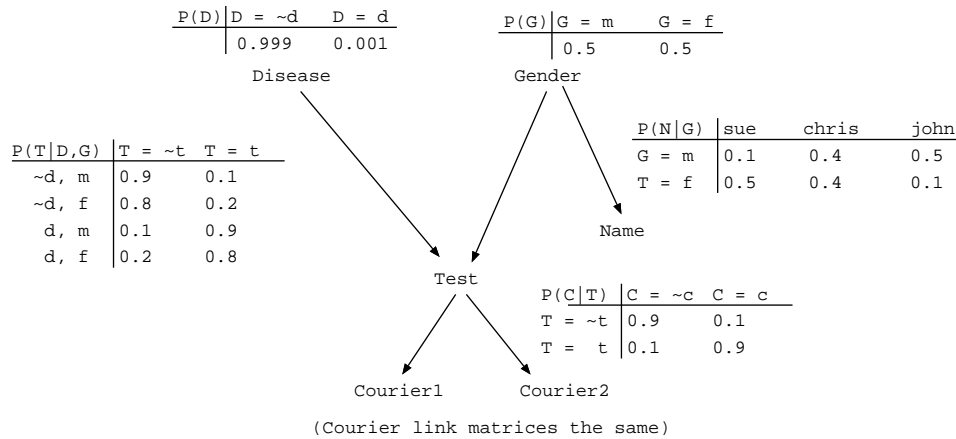 P(D) D = ~d D = d
0.999 0.001
Disease
P(G) G = m G = f
0.5 0.5
Gender
P(N|G) sue chris john
G = m 0.1 0.4 0.5
T = f 0.5 0.4 0.1
Name
P(T|D,G) T = ~t T = t
~d, m 0.9 0.1
~d, f 0.8 0.2
d, m 0.1 0.9
d, f 0.2 0.8
Test
P(C|T) C = ~c C = c
T = ~t 0.9 0.1
T = t 0.1 0.9
Courier1 Courier2
(Courier link matrices the same)